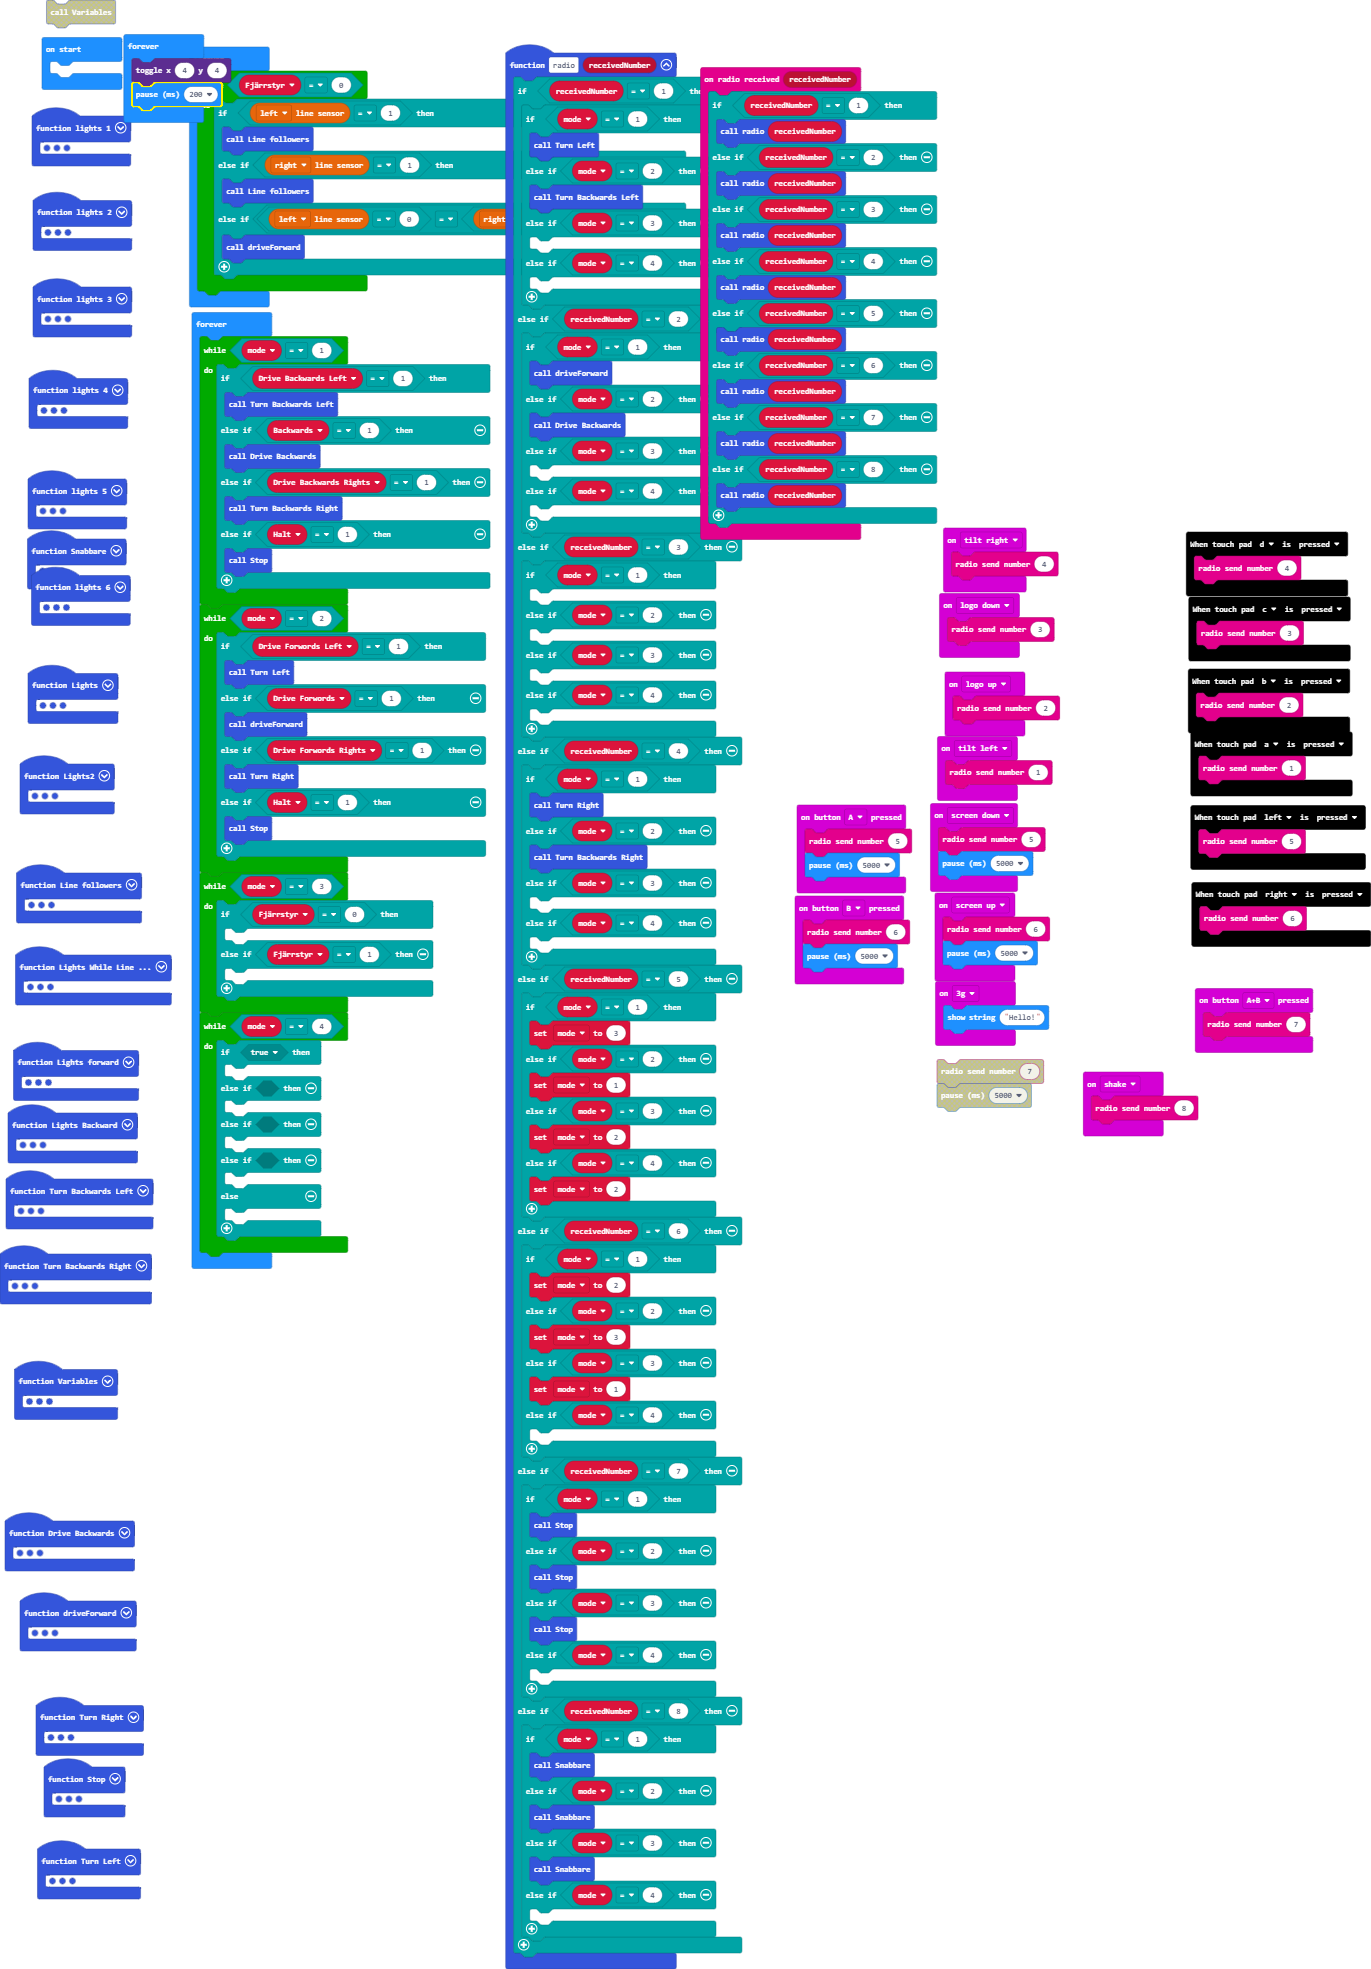 call Variables
on start
function lights 1
function lights 2
function lights 3
function lights 4
function lights 5
function Snabbare
function lights 6
function Lights
function Lights2
function Line followers
function Lights While Line ...
function Lights forward
function Lights Backward
function Turn Backwards Left
function Turn Backwards Right
function Variables
function Drive Backwards
function driveForward
function Turn Right
function Stop
function Turn Left
forever
toggle x 4 y 4
pause (ms) 200
Fjärrstyr = 0
if left line sensor = 1 then
call Line followers
else if right line sensor = 1 then
call Line followers
else if left line sensor = 0 = right
call driveForward
forever
while mode = 1
do
if Drive Backwards Left = 1 then
call Turn Backwards Left
else if Backwards = 1 then
call Drive Backwards
else if Drive Backwards Rights = 1 then
call Turn Backwards Right
else if Halt = 1 then
call Stop
while mode = 2
do
if Drive Forwords Left = 1 then
call Turn Left
else if Drive Forwords = 1 then
call driveForward
else if Drive Forwords Rights = 1 then
call Turn Right
else if Halt = 1 then
call Stop
while mode = 3
do
if Fjärrstyr = 0 then
else if Fjärrstyr = 1 then
while mode = 4
do
if true then
else if then
else if then
else if then
else
function radio receivedNumber
if receivedNumber = 1 the
if mode = 1
call Turn Left
else if mode = 2 then
call Turn Backwards Left
else if mode = 3 then
else if mode = 4 then
else if receivedNumber = 2
if mode = 1
call driveForward
else if mode = 2 then
call Drive Backwards
else if mode = 3 then
else if mode = 4 then
else if receivedNumber = 3 then
if mode = 1 then
else if mode = 2 then
else if mode = 3 then
else if mode = 4 then
else if receivedNumber = 4 then
if mode = 1 then
call Turn Right
else if mode = 2 then
call Turn Backwards Right
else if mode = 3 then
else if mode = 4 then
else if receivedNumber = 5 then
if mode = 1 then
set mode to 3
else if mode = 2 then
set mode to 1
else if mode = 3 then
set mode to 2
else if mode = 4 then
set mode to 2
else if receivedNumber = 6 then
if mode = 1 then
set mode to 2
else if mode = 2 then
set mode to 3
else if mode = 3 then
set mode to 1
else if mode = 4 then
else if receivedNumber = 7 then
if mode = 1 then
call Stop
else if mode = 2 then
call Stop
else if mode = 3 then
call Stop
else if mode = 4 then
else if receivedNumber = 8 then
if mode = 1 then
call Snabbare
else if mode = 2 then
call Snabbare
else if mode = 3 then
call Snabbare
else if mode = 4 then
on radio received receivedNumber
if receivedNumber = 1 then
call radio receivedNumber
else if receivedNumber = 2 then
call radio receivedNumber
else if receivedNumber = 3 then
call radio receivedNumber
else if receivedNumber = 4 then
call radio receivedNumber
else if receivedNumber = 5 then
call radio receivedNumber
else if receivedNumber = 6 then
call radio receivedNumber
else if receivedNumber = 7 then
call radio receivedNumber
else if receivedNumber = 8 then
call radio receivedNumber
on button A pressed
radio send number 5
pause (ms) 5000
on button B pressed
radio send number 6
pause (ms) 5000
on tilt right
radio send number 4
on logo down
radio send number 3
on logo up
radio send number 2
on tilt left
radio send number 1
on screen down
radio send number 5
pause (ms) 5000
on screen up
radio send number 6
pause (ms) 5000
on 3g
show string "Hello!"
radio send number 7
pause (ms) 5000
on shake
radio send number 8
When touch pad d is pressed
radio send number 4
When touch pad c is pressed
radio send number 3
When touch pad b is pressed
radio send number 2
When touch pad a is pressed
radio send number 1
When touch pad left is pressed
radio send number 5
When touch pad right is pressed
radio send number 6
on button A+B pressed
radio send number 7